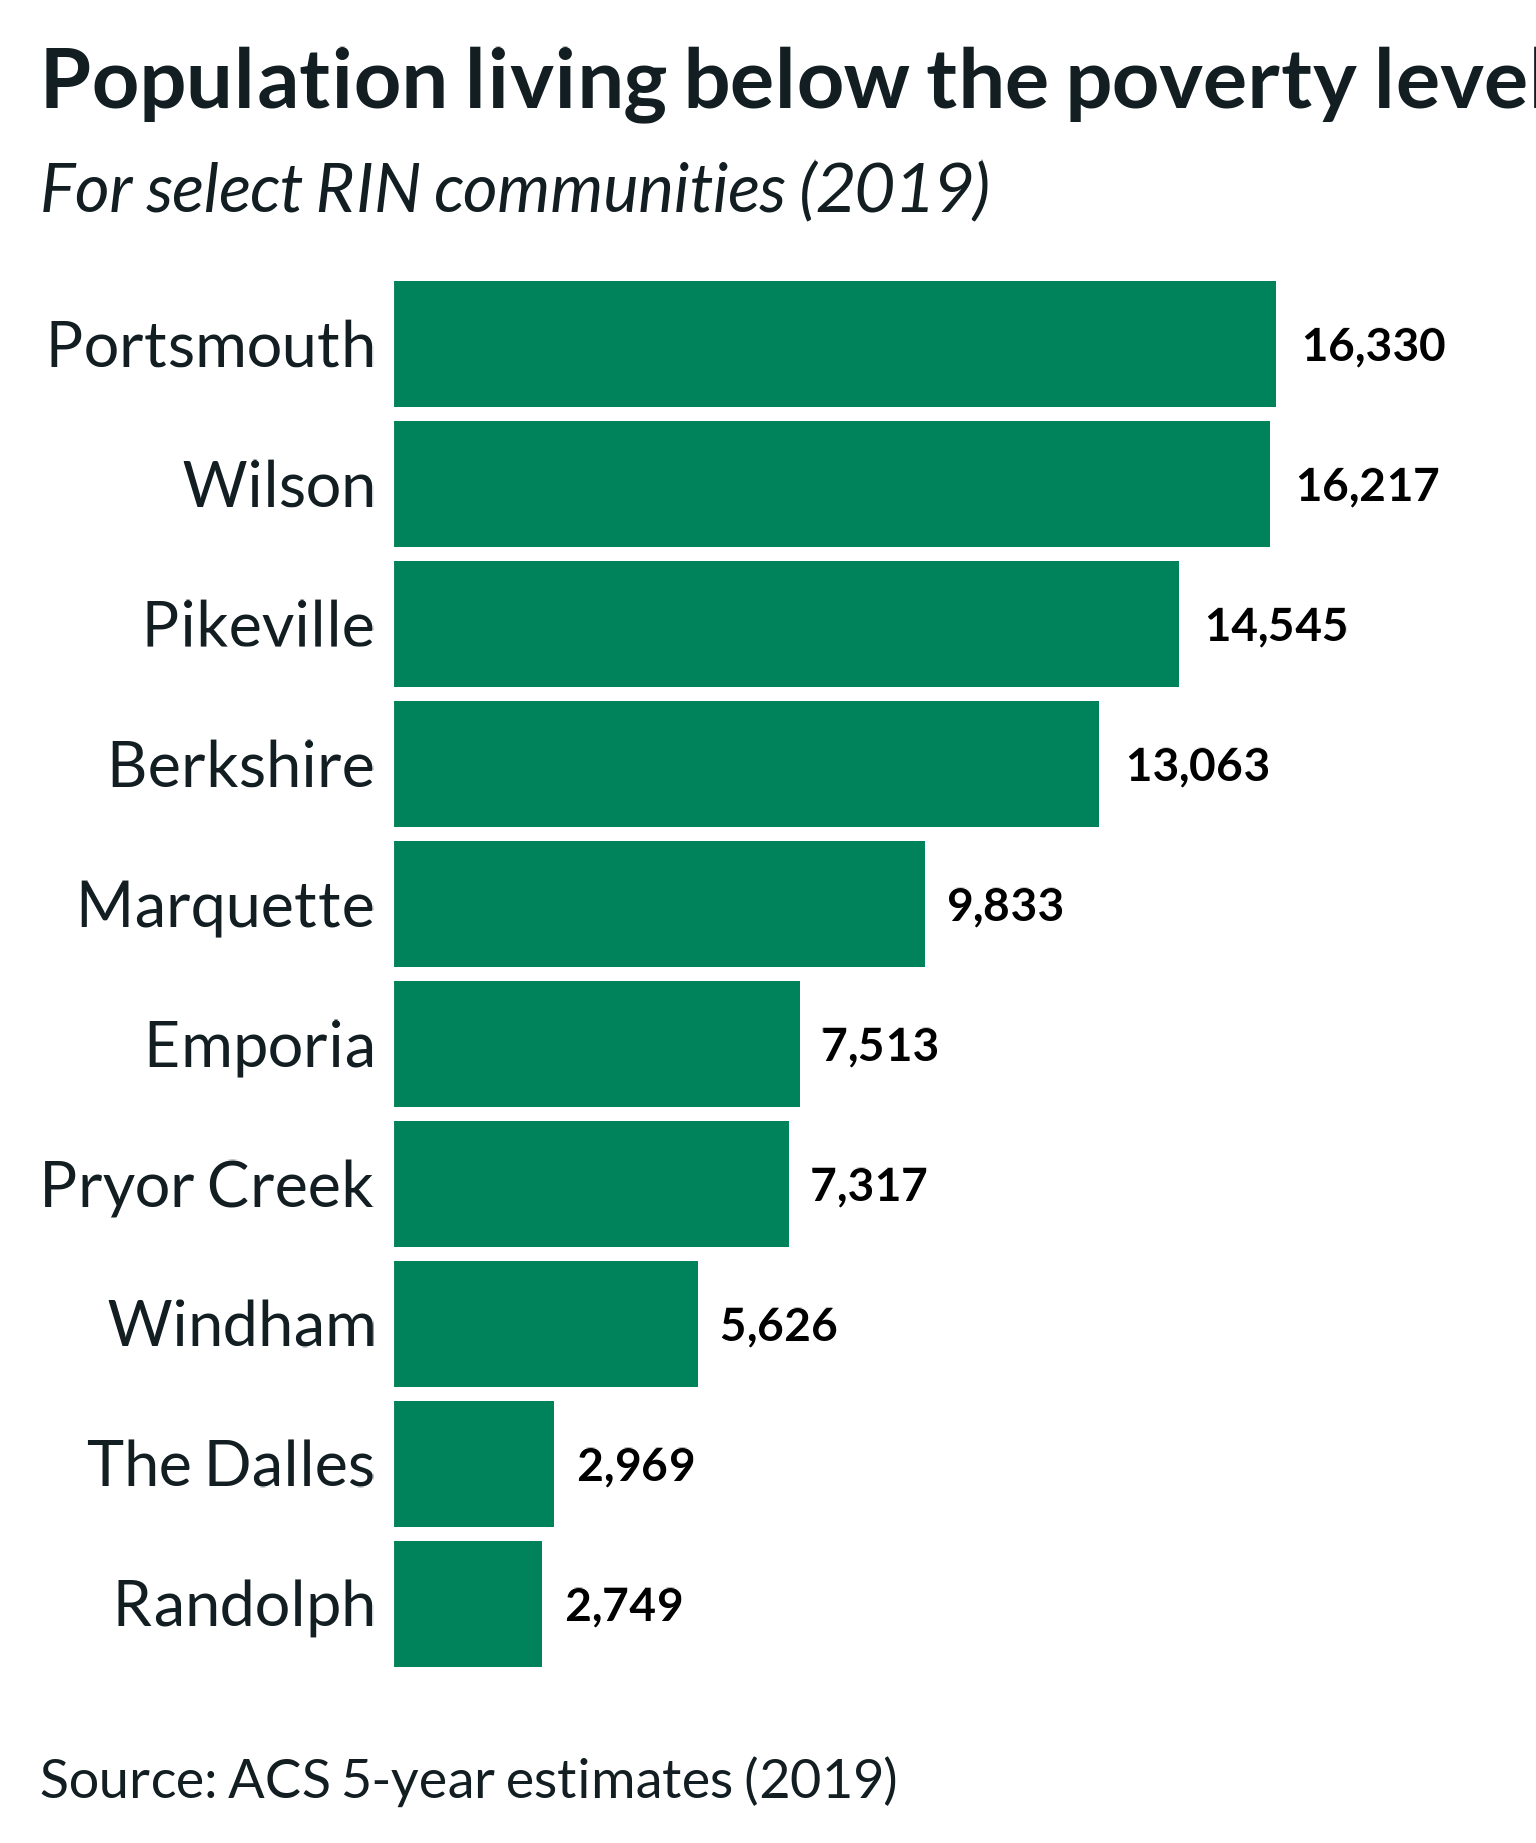 Population living below the poverty level
For select RIN communities (2019)
Portsmouth 16,330
Wilson 16,217
Pikeville 14,545
Berkshire 13,063
Marquette 9,833
Emporia 7,513
Pryor Creek 7,317
Windham 5,626
The Dalles 2,969
Randolph 2,749
Source: ACS 5-year estimates (2019)